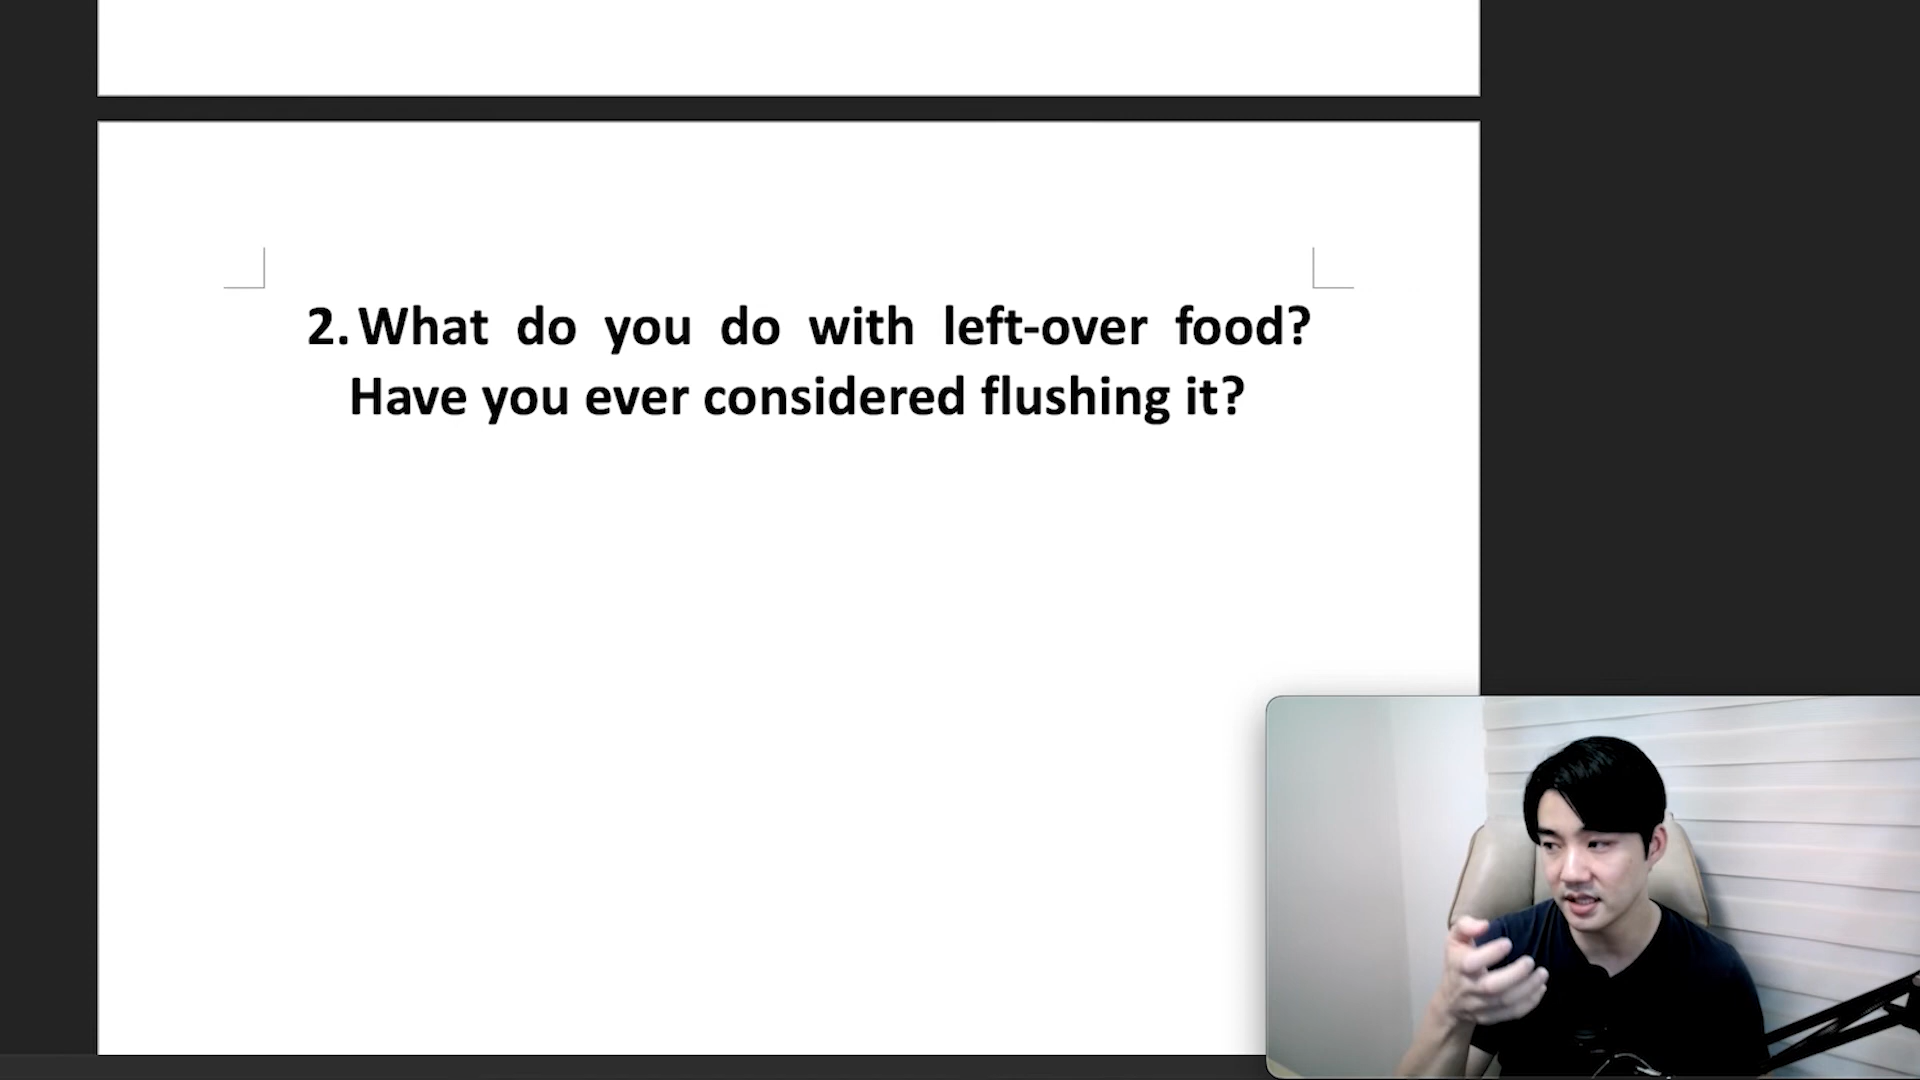 2. What do you do with left-over food?
Have you ever considered flushing it?